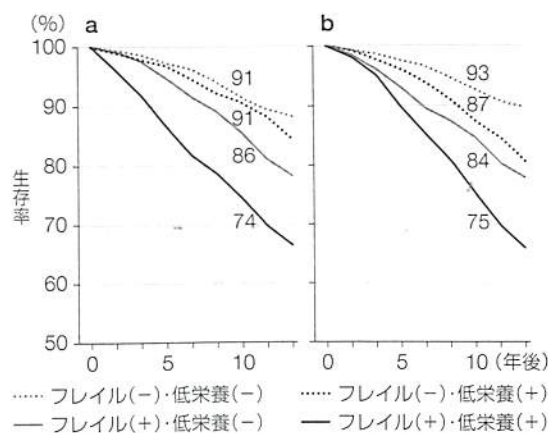 (%)
a
b
100
90
80
70
60
50
生存率
91
91
86
74
93
87
84
75
0
5
10
0
5
10
(年後)
フレイル(−)・低栄養(−)
フレイル(−)・低栄養(+)
フレイル(+)・低栄養(−)
フレイル(+)・低栄養(+)